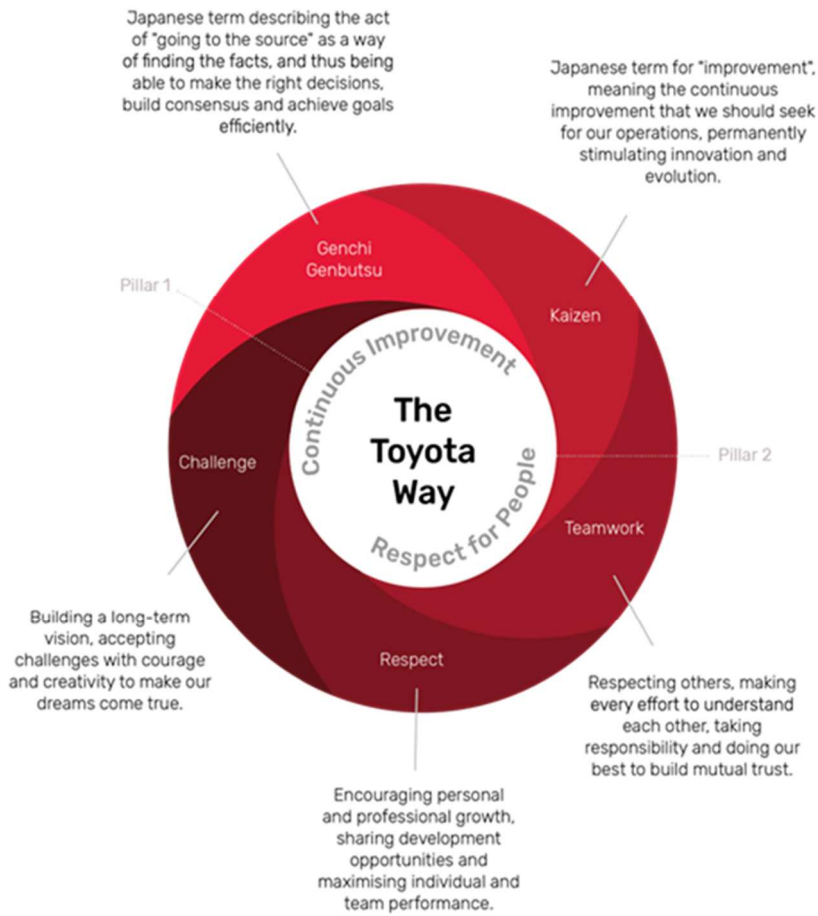 Japanese term describing the act
of "going to the source" as a way
of finding the facts, and thus being
able to make the right decisions,
build consensus and achieve goals
efficiently.
Japanese term for "improvement",
meaning the continuous
improvement that we should seek
for our operations, permanently
stimulating innovation and
evolution.
Genchi
Genbutsu
Pillar 1
Kaizen
Continuous Improvement
The
Toyota
Way
Respect for People
Challenge
Pillar 2
Teamwork
Respect
Building a long-term
vision, accepting
challenges with courage
and creativity to make our
dreams come true.
Respecting others, making
every effort to understand
each other, taking
responsibility and doing our
best to build mutual trust.
Encouraging personal
and professional growth,
sharing development
opportunities and
maximising individual and
team performance.